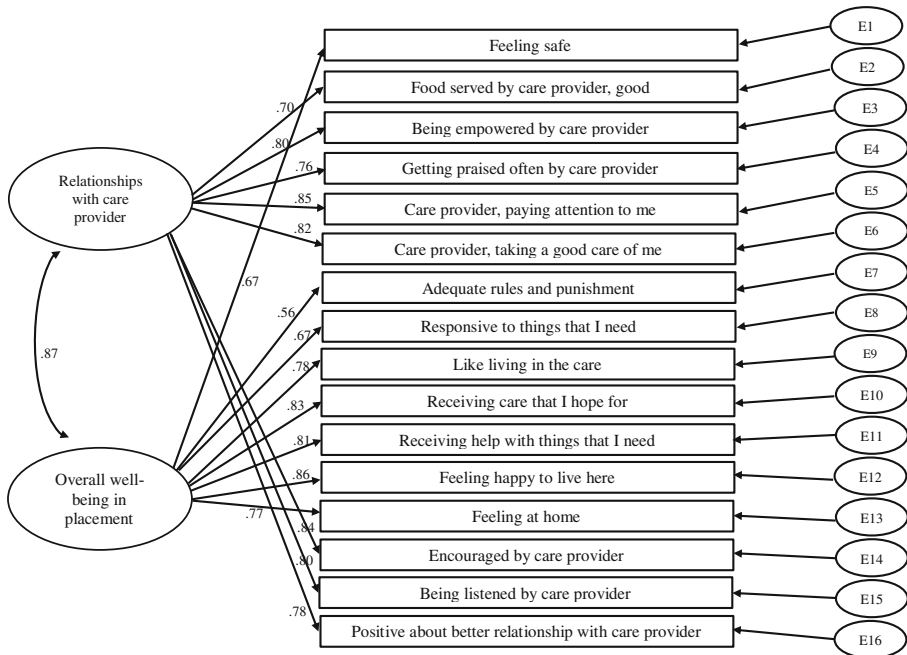 E1
Feeling safe
E2
Food served by care provider, good
.70
E3
Being empowered by care provider
.80
E4
Getting praised often by care provider
.76
Relationships
with care
provider
E5
Care provider, paying attention to me
.85
E6
Care provider, taking a good care of me
.82
E7
Adequate rules and punishment
.67
.56
E8
Responsive to things that I need
.67
E9
Like living in the care
.78
.87
E10
Receiving care that I hope for
.83
E11
Receiving help with things that I need
.81
E12
Feeling happy to live here
.86
Overall well-
being in
placement
E13
Feeling at home
.77
.84
E14
Encouraged by care provider
.80
E15
Being listened by care provider
.78
E16
Positive about better relationship with care provider